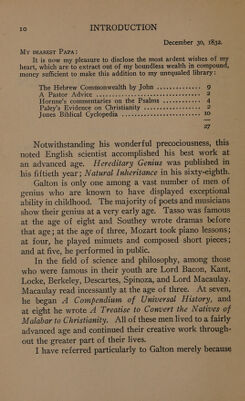 10 INTRODUCTION
December 30, 1832.
MY DEAREST PAPA:
It is now my pleasure to disclose the most ardent wishes of my
heart, which are to extract out of my boundless wealth in compound,
money sufficient to make this addition to my unequaled library:
The Hebrew Commonwealth by John .............. 9
A Pastor Advice .............. 2
Hornne's commentaries on the Psalms .............. 4
Paley's Evidence on Christianity .............. 2
Jones Biblical Cyclopedia .............. 10
27
Notwithstanding his wonderful precociousness, this
noted English scientist accomplished his best work at
an advanced age. Hereditary Genius was published in
his fiftieth year; Natural Inheritance in his sixty-eighth.
Galton is only one among a vast number of men of
genius who are known to have displayed exceptional
ability in childhood. The majority of poets and musicians
show their genius at a very early age. Tasso was famous
at the age of eight and Southey wrote dramas before
that age; at the age of three, Mozart took piano lessons;
at four, he played minuets and composed short pieces;
and at five, he performed in public.
In the field of science and philosophy, among those
who were famous in their youth are Lord Bacon, Kant,
Locke, Berkeley, Descartes, Spinoza, and Lord Macaulay.
Macaulay read incessantly at the age of three. At seven,
he began A Compendium of Universal History, and
at eight he wrote A Treatise to Convert the Natives of
Malabar to Christianity. All of these men lived to a fairly
advanced age and continued their creative work through-
out the greater part of their lives.
I have referred particularly to Galton merely because